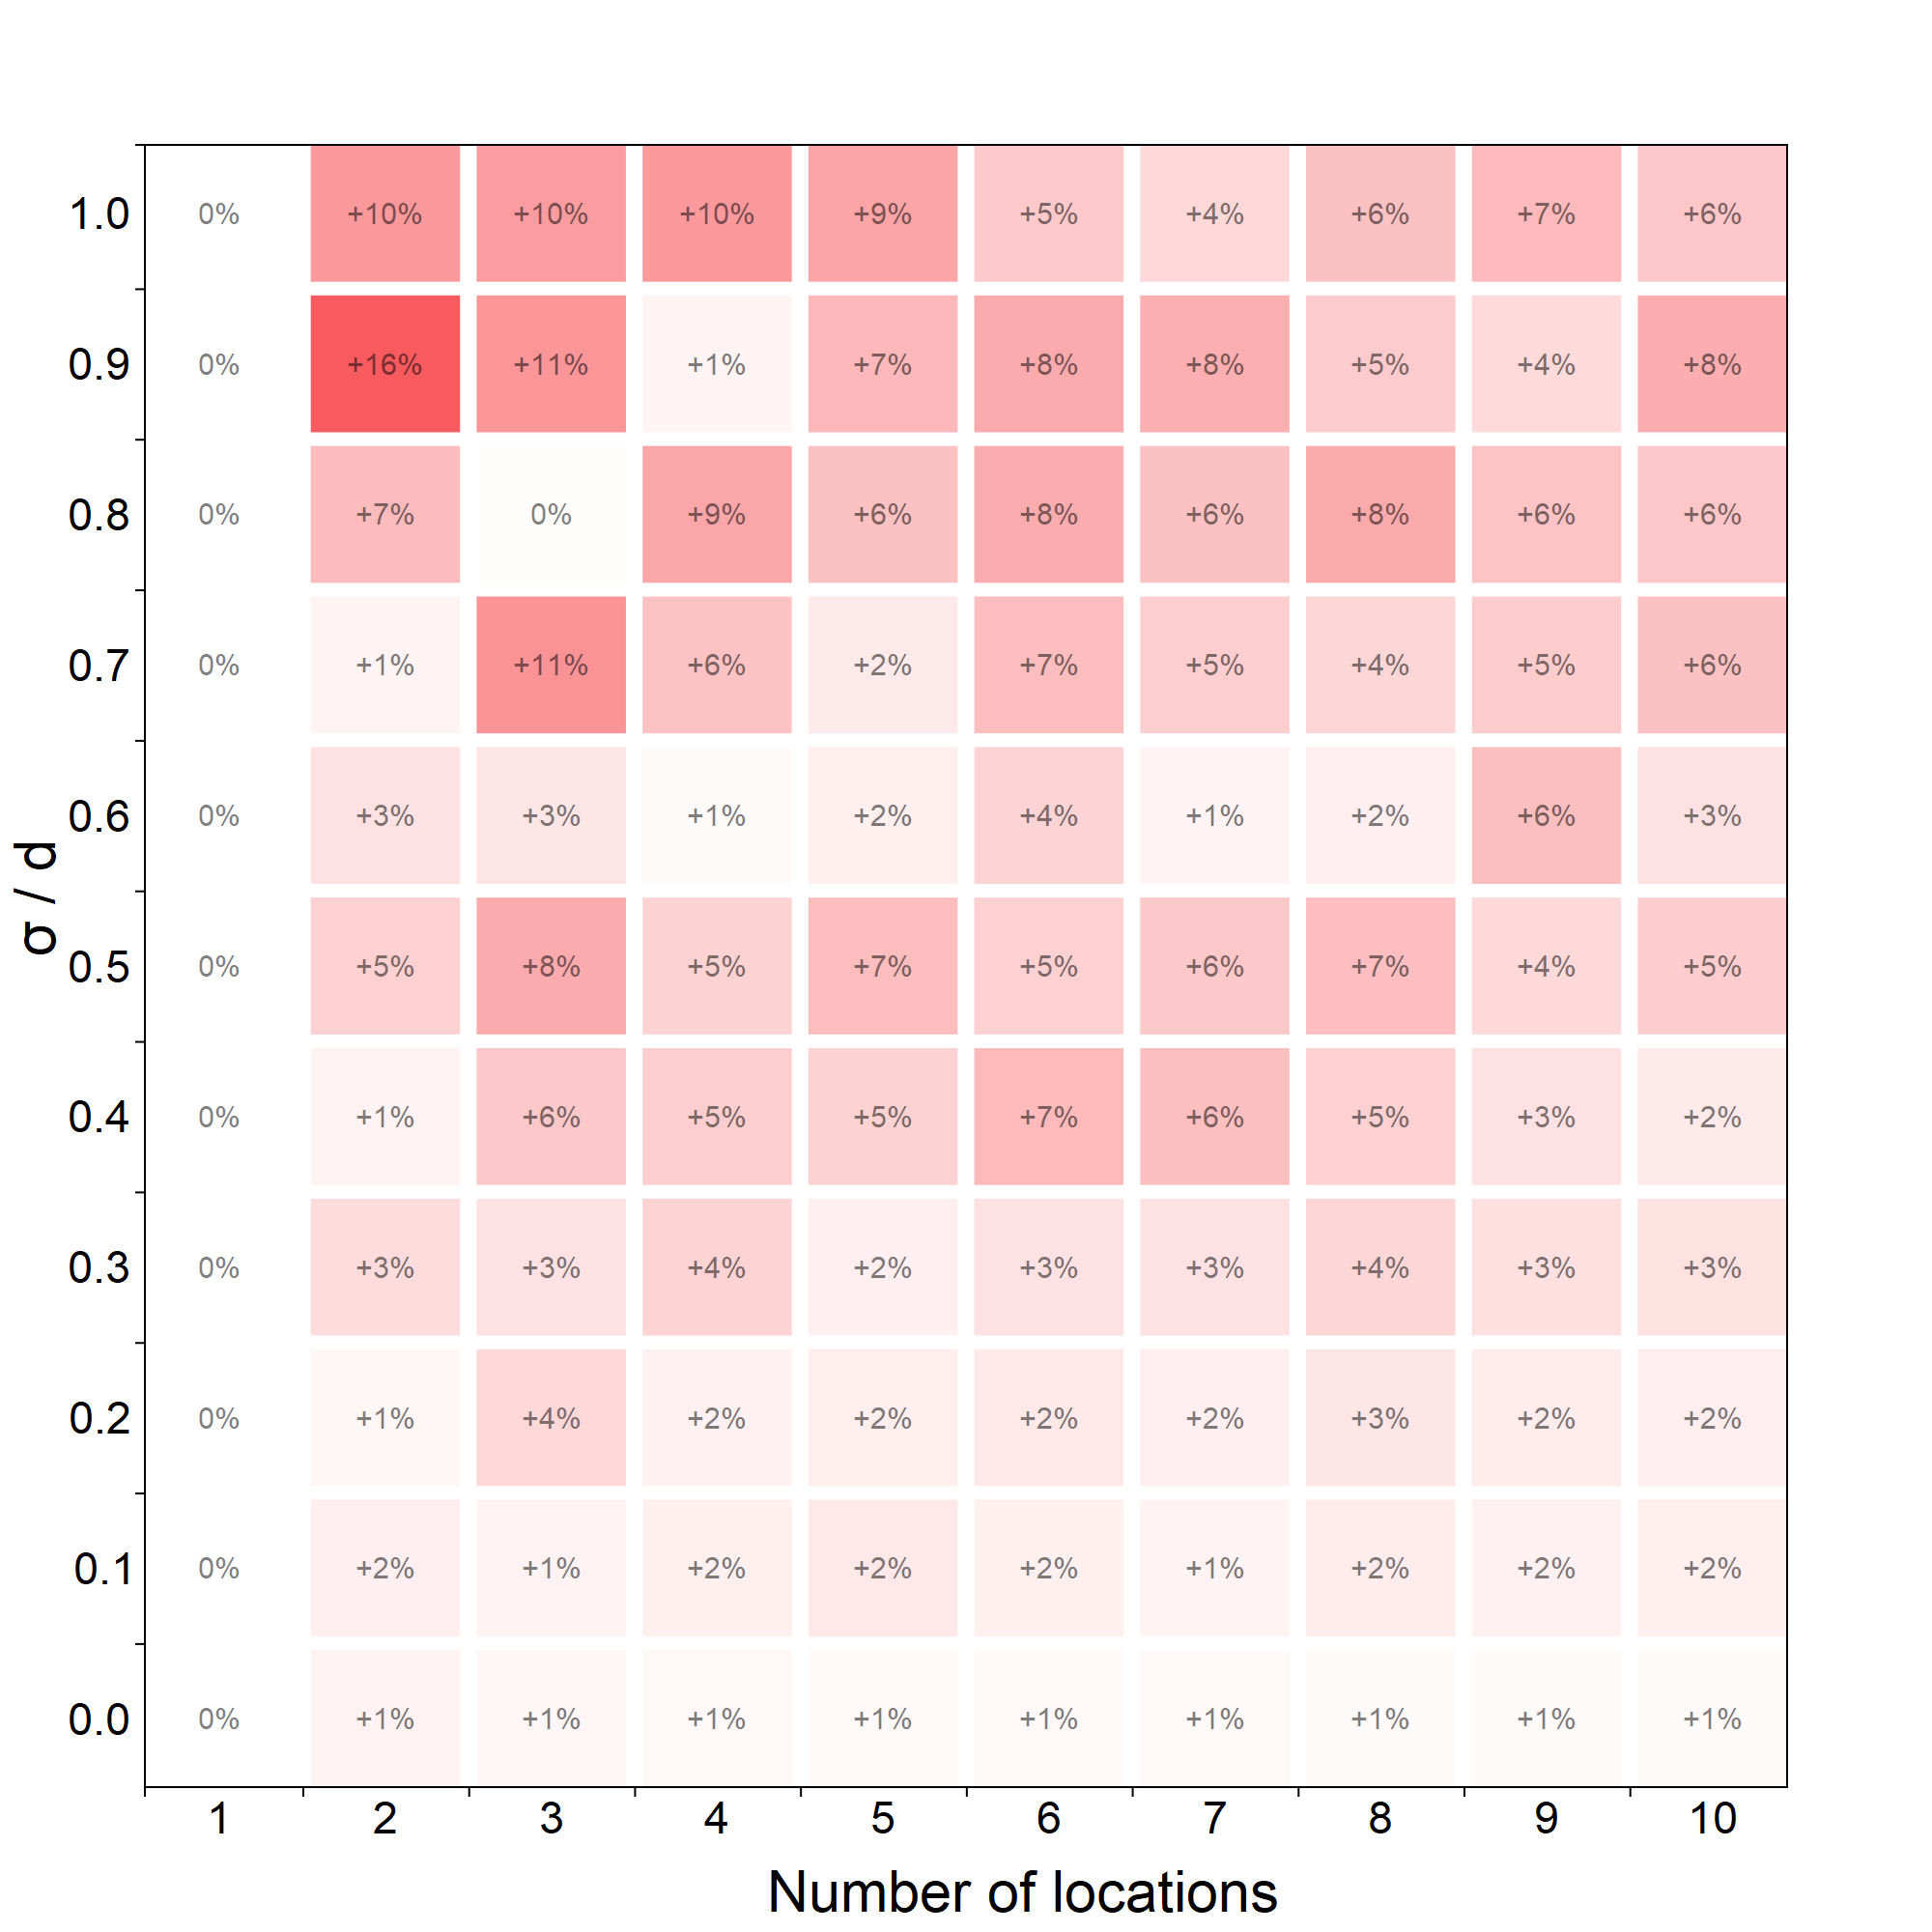 1.0 0% +10% +10% +10% +9% +5% +4% +6% +7% +6%
0.9 0% +16% +11% +1% +7% +8% +8% +5% +4% +8%
0.8 0% +7% 0% +9% +6% +8% +6% +8% +6% +6%
0.7 0% +1% +11% +6% +2% +7% +5% +4% +5% +6%
0.6 0% +3% +3% +1% +2% +4% +1% +2% +6% +3%
σ / d
0.5 0% +5% +8% +5% +7% +5% +6% +7% +4% +5%
0.4 0% +1% +6% +5% +5% +7% +6% +5% +3% +2%
0.3 0% +3% +3% +4% +2% +3% +3% +4% +3% +3%
0.2 0% +1% +4% +2% +2% +2% +2% +3% +2% +2%
0.1 0% +2% +1% +2% +2% +2% +1% +2% +2% +2%
0.0 0% +1% +1% +1% +1% +1% +1% +1% +1% +1%
1 2 3 4 5 6 7 8 9 10
Number of locations